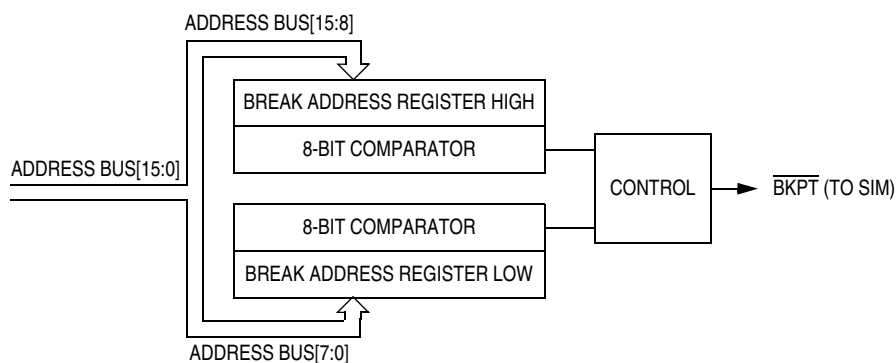 ADDRESS BUS[15:8]
BREAK ADDRESS REGISTER HIGH
8-BIT COMPARATOR
ADDRESS BUS[15:0]
CONTROL
BKPT (TO SIM)
8-BIT COMPARATOR
BREAK ADDRESS REGISTER LOW
ADDRESS BUS[7:0]